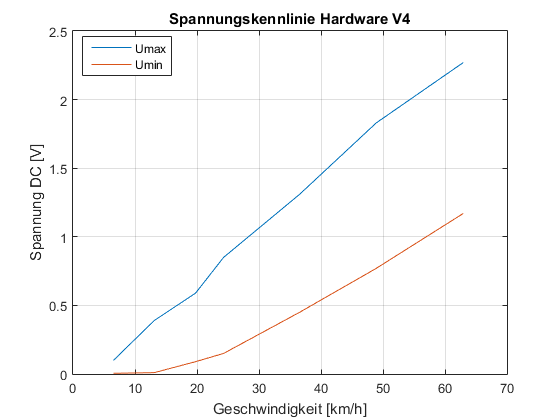 Spannungskennlinie Hardware V4
Umax
Umin
Spannung DC [V]
2.5
2
1.5
1
0.5
0
0 10 20 30 40 50 60 70
Geschwindigkeit [km/h]